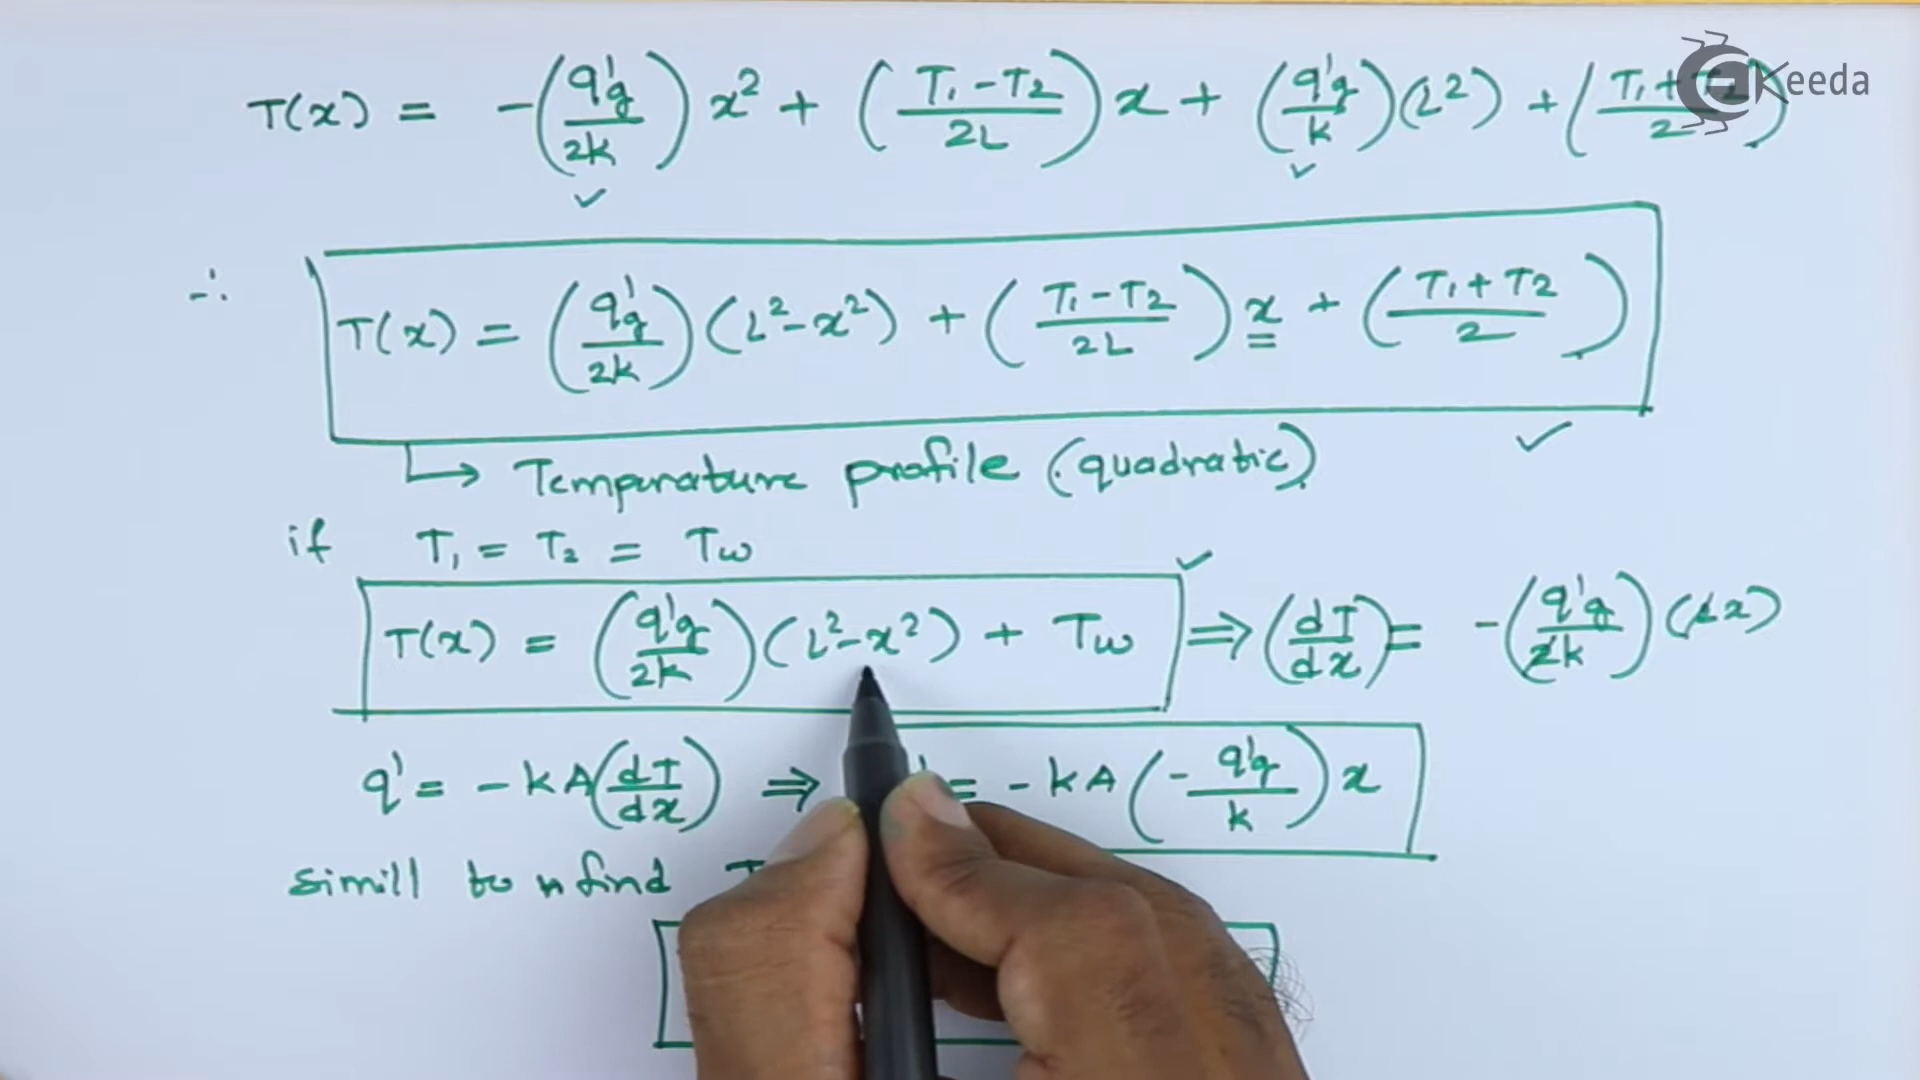 Keeda
T(x) = -(q'g/2k) x² + (T1-T2/2L) x + (q'g/k)(L²) + (T1+T2/2)
∴ T(x) = (q'g/2k)(L²-x²) + (T1-T2/2L) x + (T1+T2/2)
↳ Temperature profile (quadratic).
if T1 = T2 = Tw
T(x) = (q'g/2k)(L²-x²) + Tw ⇒ (dT/dx) = -(q'g/2k)(2x)
q' = -kA(dT/dx) ⇒ = -kA(-q'g/k)x
simill to find